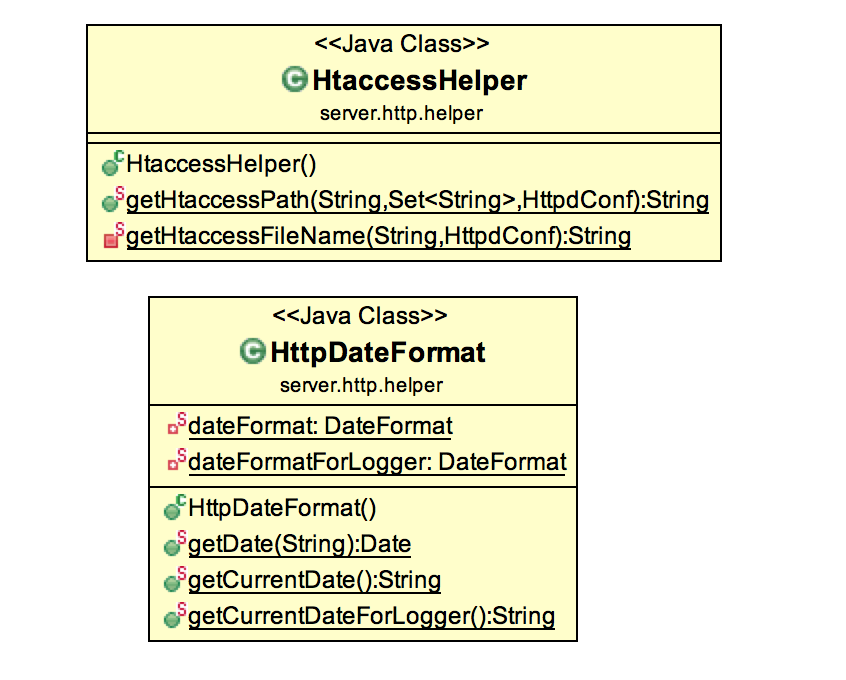 <<Java Class>>
C HtaccessHelper
server.http.helper
C HtaccessHelper()
S getHtaccessPath(String,Set<String>,HttpdConf):String
S getHtaccessFileName(String,HttpdConf):String
<<Java Class>>
C HttpDateFormat
server.http.helper
S dateFormat: DateFormat
S dateFormatForLogger: DateFormat
C HttpDateFormat()
S getDate(String):Date
S getCurrentDate():String
S getCurrentDateForLogger():String